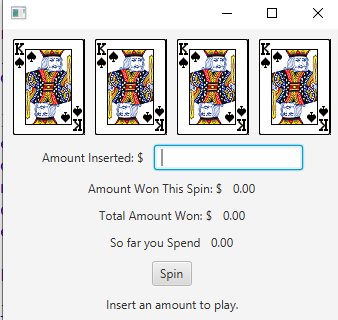 K K K K
K K K K
Amount Inserted: $
Amount Won This Spin: $ 0.00
Total Amount Won: $ 0.00
So far you Spend 0.00
Spin
Insert an amount to play.